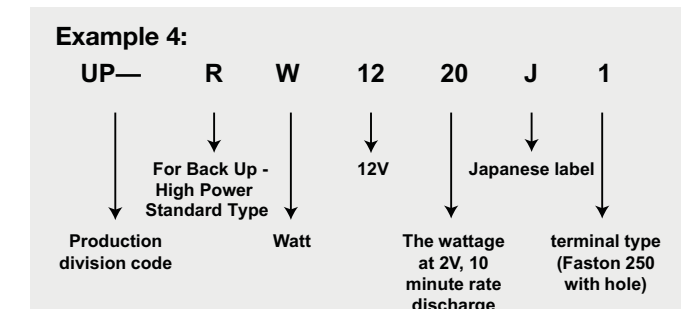 Example 4:
UP— R W 12 20 J 1
For Back Up -
High Power
Standard Type
12V
Japanese label
Production
division code
Watt
The wattage
at 2V, 10
minute rate
discharge
terminal type
(Faston 250
with hole)